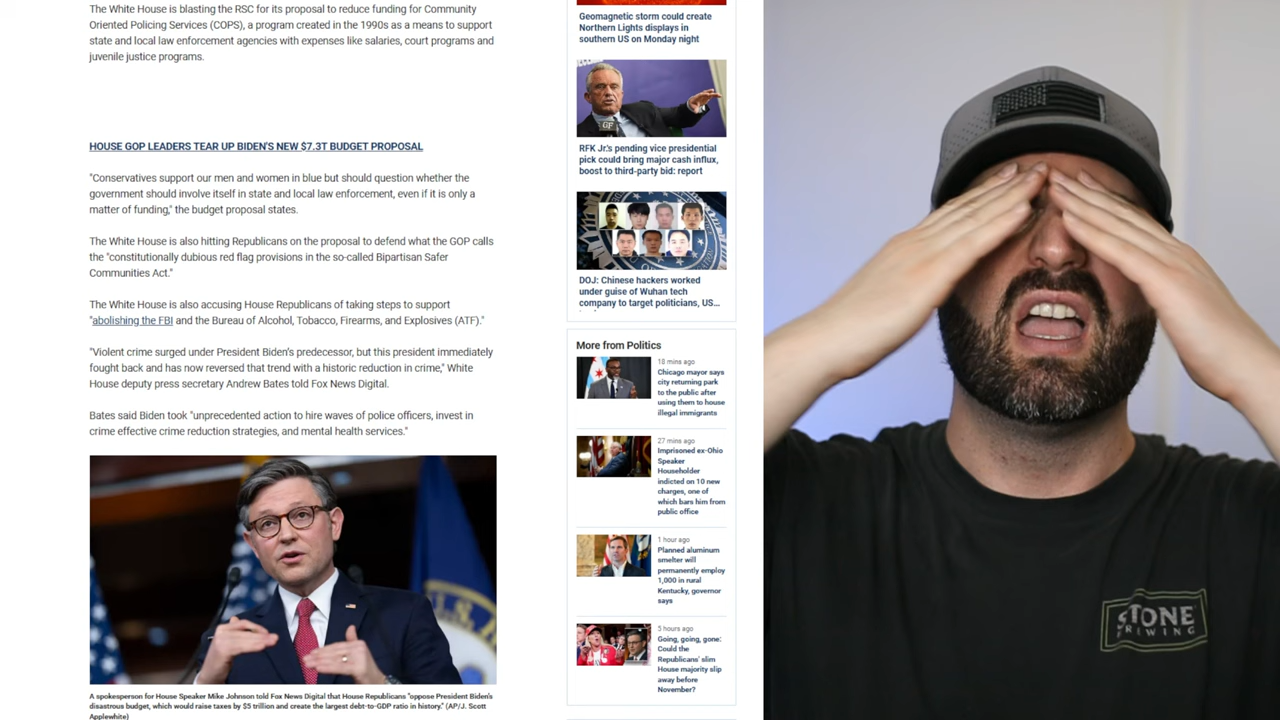 The White House is blasting the RSC for its proposal to reduce funding for Community
Oriented Policing Services (COPS), a program created in the 1990s as a means to support
state and local law enforcement agencies with expenses like salaries, court programs and
juvenile justice programs.
HOUSE GOP LEADERS TEAR UP BIDEN'S NEW $7.3T BUDGET PROPOSAL
"Conservatives support our men and women in blue but should question whether the
government should involve itself in state and local law enforcement, even if it is only a
matter of funding," the budget proposal states.
The White House is also hitting Republicans on the proposal to defend what the GOP calls
the "constitutionally dubious red flag provisions in the so-called Bipartisan Safer
Communities Act."
The White House is also accusing House Republicans of taking steps to support
"abolishing the FBI and the Bureau of Alcohol, Tobacco, Firearms, and Explosives (ATF)."
"Violent crime surged under President Biden's predecessor, but this president immediately
fought back and has now reversed that trend with a historic reduction in crime," White
House deputy press secretary Andrew Bates told Fox News Digital.
Bates said Biden took "unprecedented action to hire waves of police officers, invest in
crime effective crime reduction strategies, and mental health services."
A spokesperson for House Speaker Mike Johnson told Fox News Digital that House Republicans "oppose President Biden's
disastrous budget, which would raise taxes by $5 trillion and create the largest debt-to-GDP ratio in history." (AP/J. Scott
Applewhite)
Geomagnetic storm could create
Northern Lights displays in
southern US on Monday night
GF
RFK Jr.'s pending vice presidential
pick could bring major cash influx,
boost to third-party bid: report
DOJ: Chinese hackers worked
under guise of Wuhan tech
company to target politicians, US...
More from Politics
18 mins ago
Chicago mayor says
city returning park
to the public after
using them to house
illegal immigrants
27 mins ago
Imprisoned ex-Ohio
Speaker
Householder
indicted on 10 new
charges, one of
which bars him from
public office
1 hour ago
Planned aluminum
smelter will
permanently employ
1,000 in rural
Kentucky, governor
says
5 hours ago
Going, going, gone:
Could the
Republicans' slim
House majority slip
away before
November?
STONE
BREWING